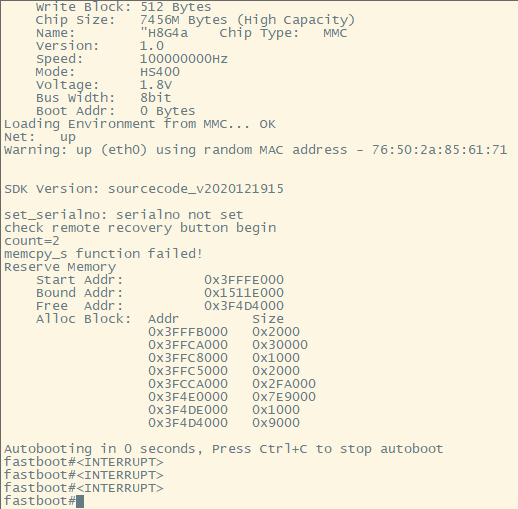 Write Block: 512 Bytes
Chip Size:   7456M Bytes (High Capacity)
Name:        "H8G4a    Chip Type:   MMC
Version:     1.0
Speed:       100000000Hz
Mode:        HS400
Voltage:     1.8V
Bus Width:   8bit
Boot Addr:   0 Bytes
Loading Environment from MMC... OK
Net:   up
Warning: up (eth0) using random MAC address - 76:50:2a:85:61:71
SDK Version: sourcecode_v2020121915
set_serialno: serialno not set
check remote recovery button begin
count=2
memcpy_s function failed!
Reserve Memory
Start Addr:          0x3FFFE000
Bound Addr:          0x1511E000
Free  Addr:          0x3F4D4000
Alloc Block:  Addr         Size
0x3FFFB000   0x2000
0x3FFCA000   0x30000
0x3FFC8000   0x1000
0x3FFC5000   0x2000
0x3FCCA000   0x2FA000
0x3F4E0000   0x7E9000
0x3F4DE000   0x1000
0x3F4D4000   0x9000
Autobooting in 0 seconds, Press Ctrl+C to stop autoboot
fastboot#<INTERRUPT>
fastboot#<INTERRUPT>
fastboot#<INTERRUPT>
fastboot#